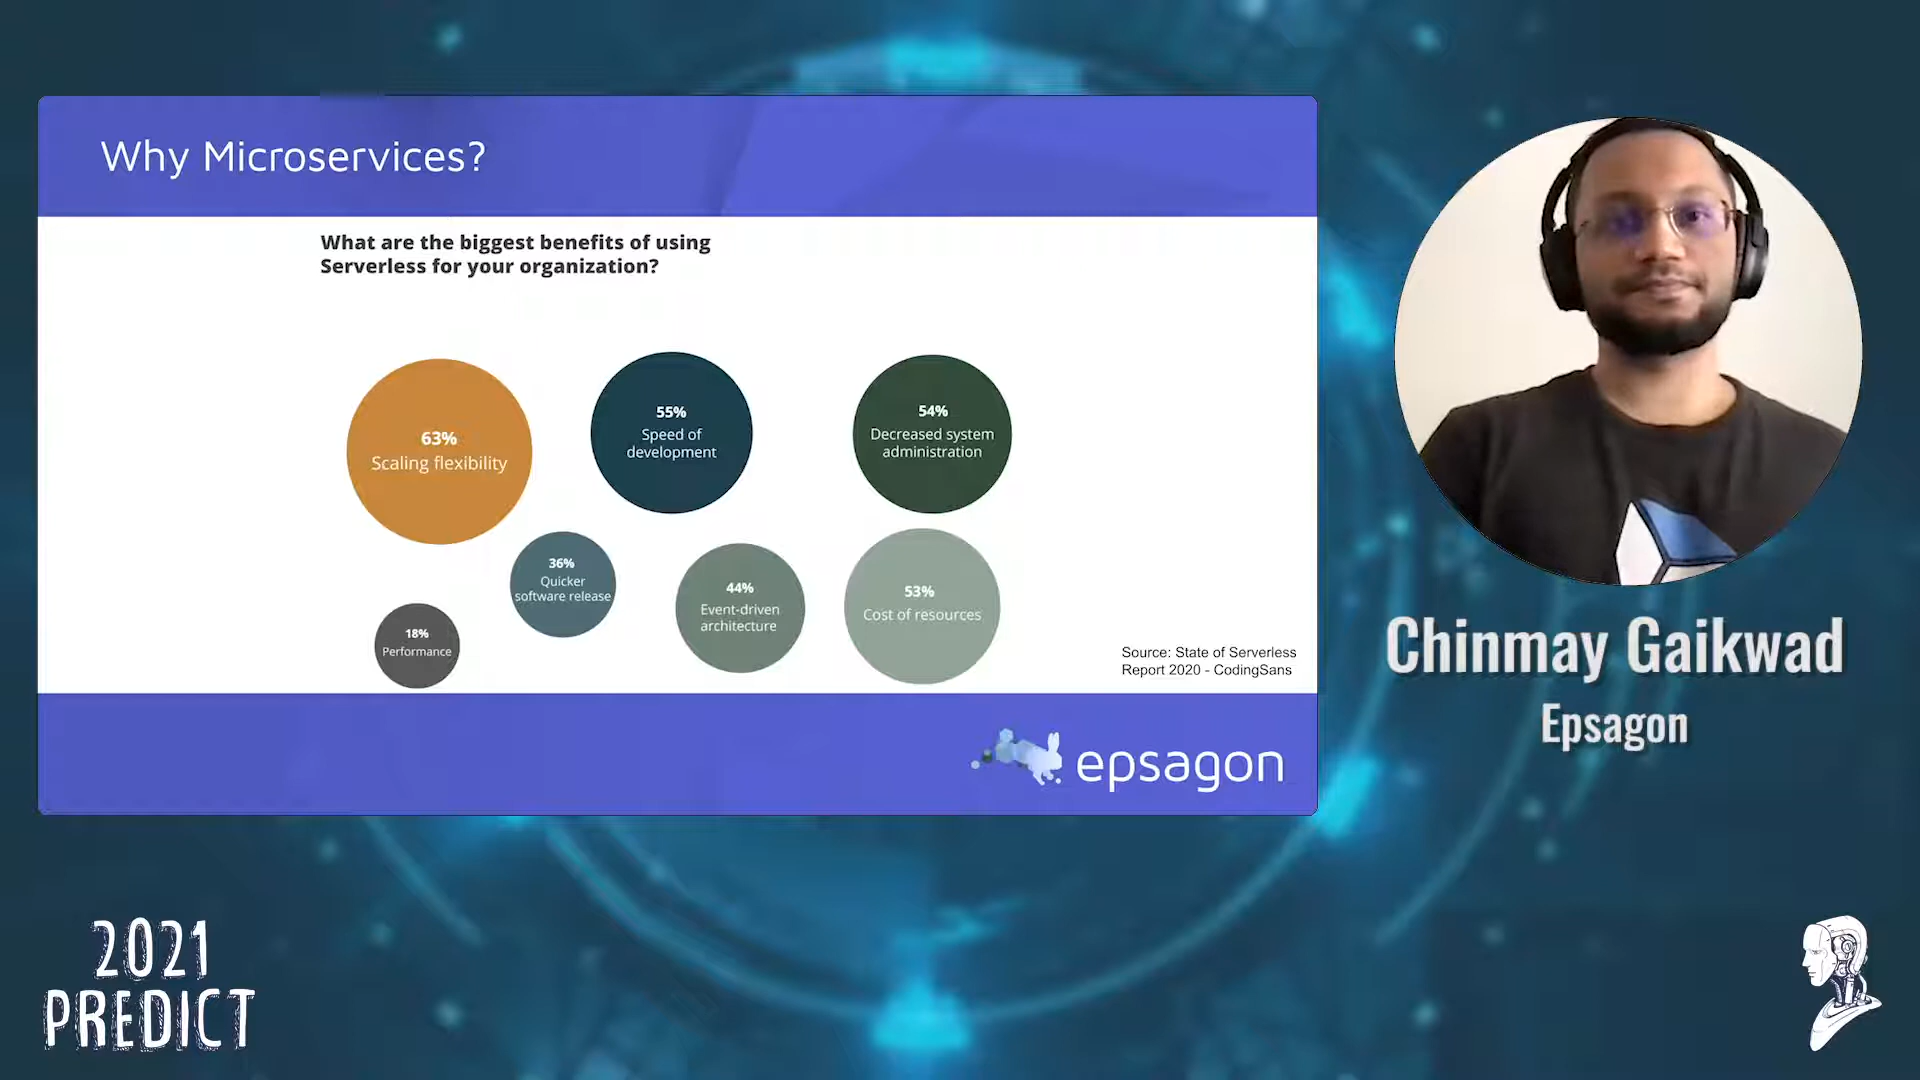 Why Microservices?
What are the biggest benefits of using
Serverless for your organization?
63%
Scaling flexibility
55%
Speed of
development
54%
Decreased system
administration
36%
Quicker
software release
44%
Event-driven
architecture
53%
Cost of resources
18%
Performance
Source: State of Serverless
Report 2020 - CodingSans
epsagon
Chinmay Gaikwad
Epsagon
2021
PREDICT